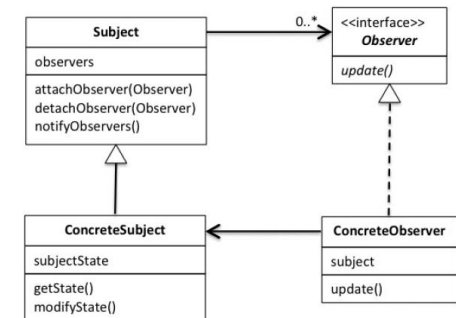 Subject
observers
attachObserver(Observer)
detachObserver(Observer)
notifyObservers()
0..*
<<interface>>
Observer
update()
ConcreteSubject
subjectState
getState()
modifyState()
ConcreteObserver
subject
update()